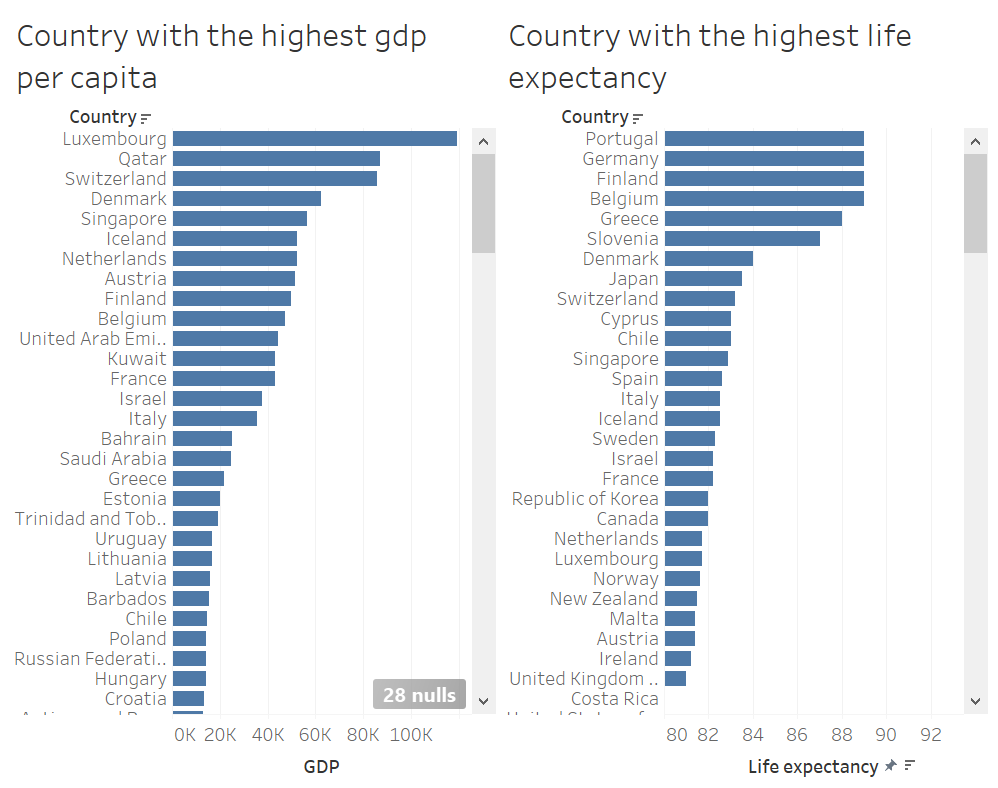 Country with the highest gdp
per capita
Country
Luxembourg
Qatar
Switzerland
Denmark
Singapore
Iceland
Netherlands
Austria
Finland
Belgium
United Arab Emi..
Kuwait
France
Israel
Italy
Bahrain
Saudi Arabia
Greece
Estonia
Trinidad and Tob..
Uruguay
Lithuania
Latvia
Barbados
Chile
Poland
Russian Federati..
Hungary
Croatia
28 nulls
0K 20K 40K 60K 80K 100K
GDP
Country with the highest life
expectancy
Country
Portugal
Germany
Finland
Belgium
Greece
Slovenia
Denmark
Japan
Switzerland
Cyprus
Chile
Singapore
Spain
Italy
Iceland
Sweden
Israel
France
Republic of Korea
Canada
Netherlands
Luxembourg
Norway
New Zealand
Malta
Austria
Ireland
United Kingdom ..
Costa Rica
80 82 84 86 88 90 92
Life expectancy